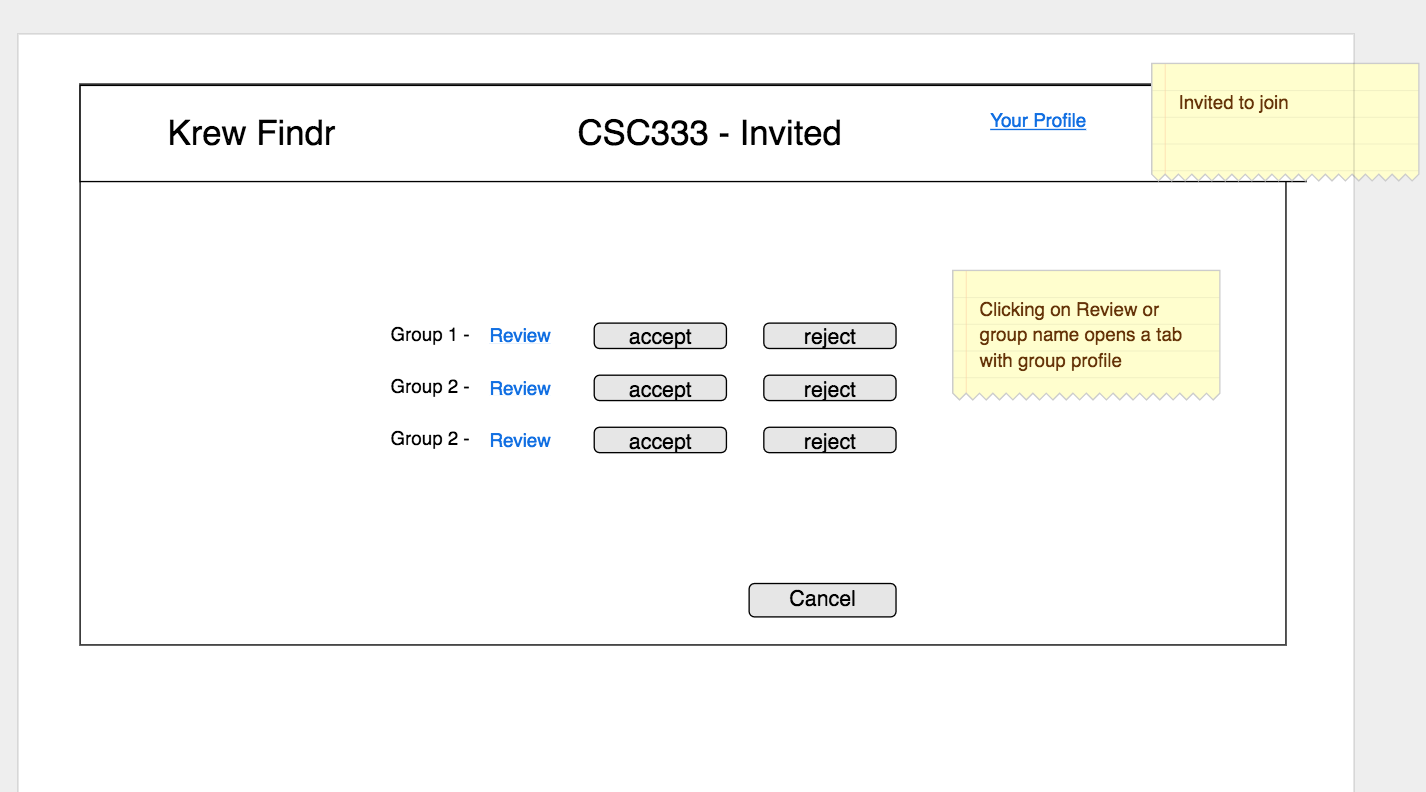 Krew Findr
CSC333 - Invited
Your Profile
Invited to join
Group 1 - Review accept reject
Group 2 - Review accept reject
Group 2 - Review accept reject
Clicking on Review or
group name opens a tab
with group profile
Cancel